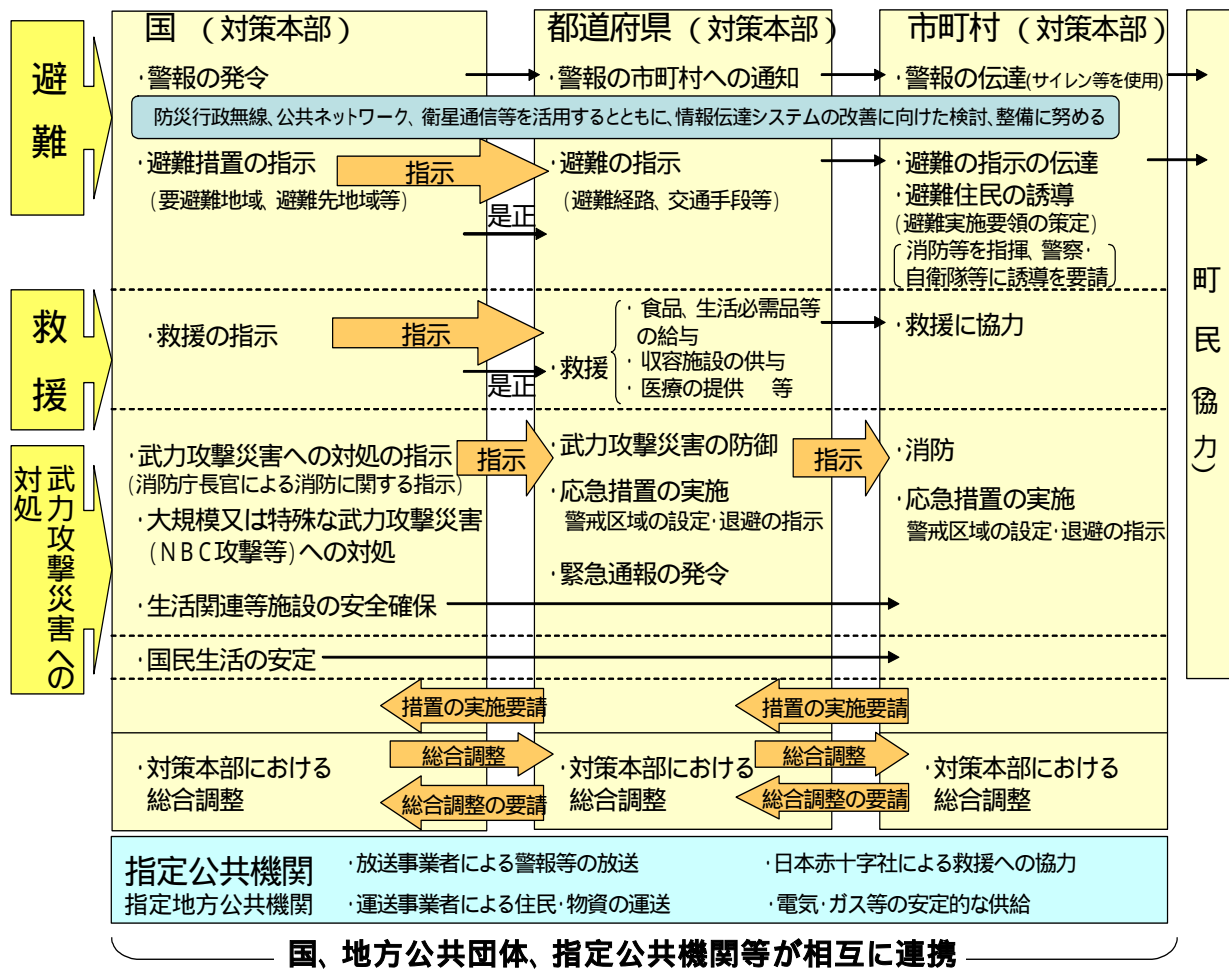 国 (対策本部)
都道府県 (対策本部)
市町村 (対策本部)
避難
・警報の発令
・警報の市町村への通知
・警報の伝達(サイレン等を使用)
防災行政無線、公共ネットワーク、衛星通信等を活用するとともに、情報伝達システムの改善に向けた検討、整備に努める
・避難措置の指示
(要避難地域、避難先地域等)
指示
是正
・避難の指示
(避難経路、交通手段等)
・避難の指示の伝達
・避難住民の誘導
(避難実施要領の策定)
消防等を指揮、警察・
自衛隊等に誘導を要請
救援
・救援の指示
指示
是正
・救援
・食品、生活必需品等
の給与
・収容施設の供与
・医療の提供 等
・救援に協力
町民(協力)
武力攻撃災害への
対処
・武力攻撃災害への対処の指示
(消防庁長官による消防に関する指示)
・大規模又は特殊な武力攻撃災害
(NBC攻撃等)への対処
指示
・武力攻撃災害の防御
・応急措置の実施
警戒区域の設定・退避の指示
・緊急通報の発令
指示
・消防
・応急措置の実施
警戒区域の設定・退避の指示
・生活関連等施設の安全確保
・国民生活の安定
措置の実施要請
措置の実施要請
・対策本部における
総合調整
総合調整
総合調整の要請
・対策本部における
総合調整
総合調整
総合調整の要請
・対策本部における
総合調整
指定公共機関
指定地方公共機関
・放送事業者による警報等の放送
・日本赤十字社による救援への協力
・運送事業者による住民・物資の運送
・電気・ガス等の安定的な供給
国、地方公共団体、指定公共機関等が相互に連携